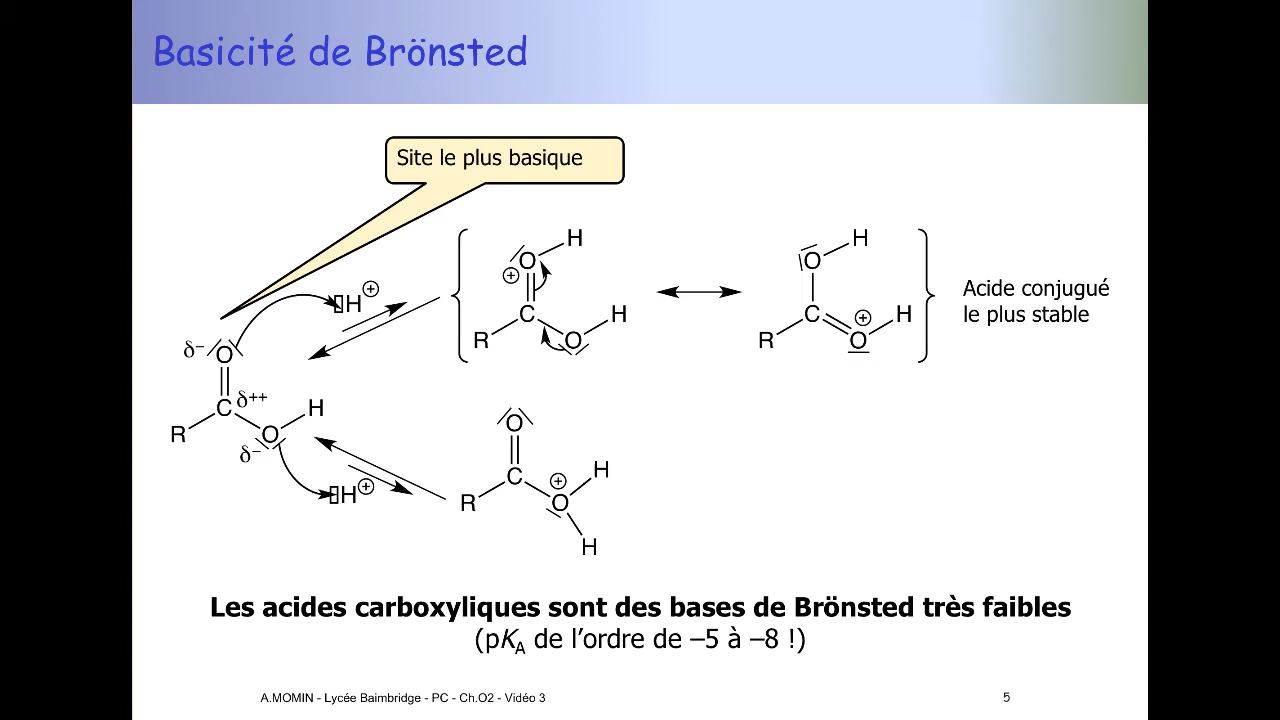 Basicité de Brönsted
Site le plus basique
H
O
⊕
C
R
O
H
H
O
C
R
⊕
O
H
Acide conjugué
le plus stable
H⊕
δ− O
C δ++
R
O
H
δ−
H⊕
O
C
R
⊕
O
H
H
Les acides carboxyliques sont des bases de Brönsted très faibles
(pKA de l’ordre de –5 à –8 !)
A.MOMIN - Lycée Baimbridge - PC - Ch.O2 - Vidéo 3
5